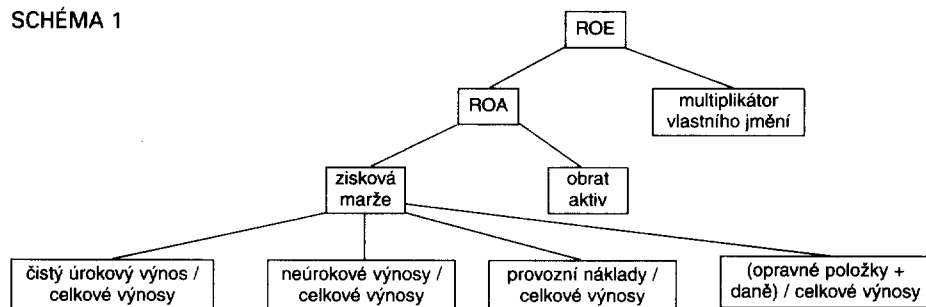 SCHÉMA 1
ROE
ROA
multiplikátor
vlastního jmění
zisková
marže
obrat
aktiv
čistý úrokový výnos /
celkové výnosy
neúrokové výnosy /
celkové výnosy
provozní náklady /
celkové výnosy
(opravné položky +
daně) / celkové výnosy